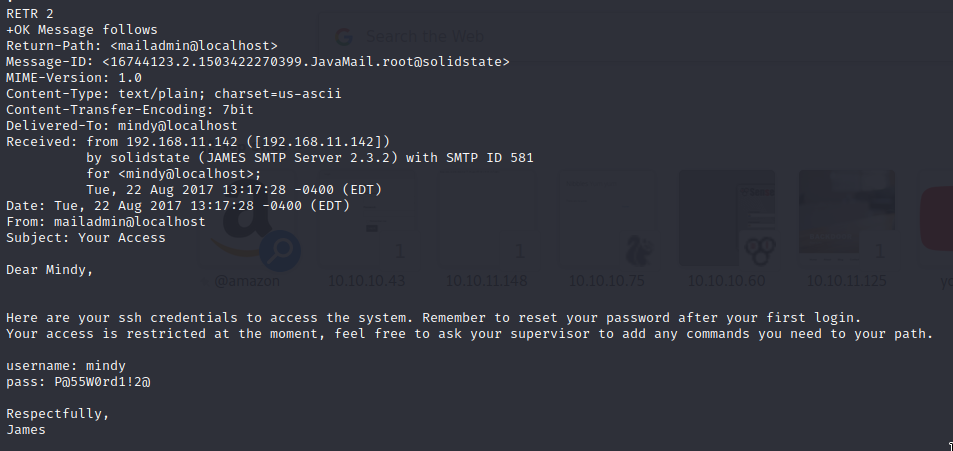 RETR 2
+OK Message follows
Return-Path: <mailadmin@localhost>
Message-ID: <16744123.2.1503422270399.JavaMail.root@solidstate>
MIME-Version: 1.0
Content-Type: text/plain; charset=us-ascii
Content-Transfer-Encoding: 7bit
Delivered-To: mindy@localhost
Received: from 192.168.11.142 ([192.168.11.142])
by solidstate (JAMES SMTP Server 2.3.2) with SMTP ID 581
for <mindy@localhost>;
Tue, 22 Aug 2017 13:17:28 -0400 (EDT)
Date: Tue, 22 Aug 2017 13:17:28 -0400 (EDT)
From: mailadmin@localhost
Subject: Your Access
Dear Mindy,
Here are your ssh credentials to access the system. Remember to reset your password after your first login.
Your access is restricted at the moment, feel free to ask your supervisor to add any commands you need to your path.
username: mindy
pass: P@55W0rd1!2@
Respectfully,
James
Search the Web
1 1 1 1
@amazon 10.10.10.43 10.10.11.148 10.10.10.75 10.10.10.60 10.10.11.125